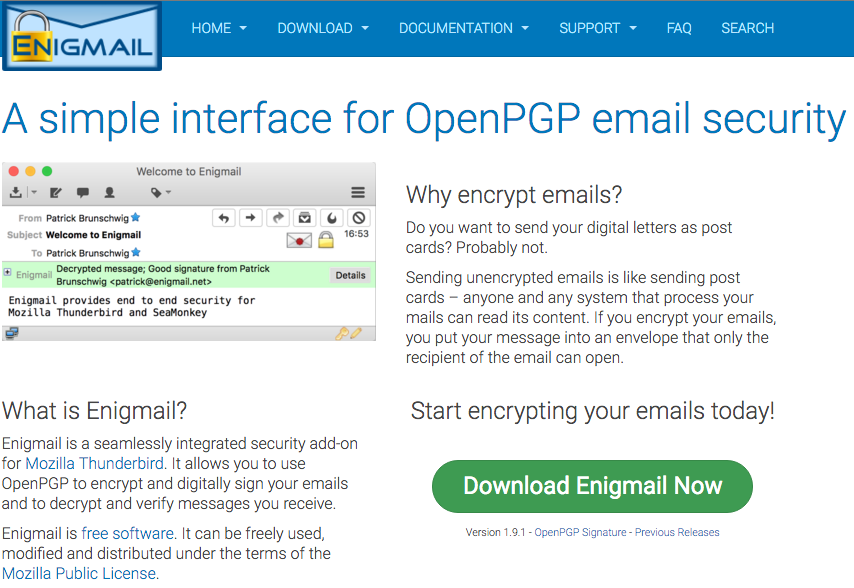 ENIGMAIL
HOME DOWNLOAD DOCUMENTATION SUPPORT FAQ SEARCH
A simple interface for OpenPGP email security
Welcome to Enigmail
From Patrick Brunschwig
Subject Welcome to Enigmail
16:53
To Patrick Brunschwig
Enigmail Decrypted message; Good signature from Patrick
Brunschwig <patrick@enigmail.net>
Details
Enigmail provides end to end security for
Mozilla Thunderbird and SeaMonkey
Why encrypt emails?
Do you want to send your digital letters as post
cards? Probably not.
Sending unencrypted emails is like sending post
cards – anyone and any system that process your
mails can read its content. If you encrypt your emails,
you put your message into an envelope that only the
recipient of the email can open.
What is Enigmail?
Enigmail is a seamlessly integrated security add-on
for Mozilla Thunderbird. It allows you to use
OpenPGP to encrypt and digitally sign your emails
and to decrypt and verify messages you receive.
Enigmail is free software. It can be freely used,
modified and distributed under the terms of the
Mozilla Public License.
Start encrypting your emails today!
Download Enigmail Now
Version 1.9.1 - OpenPGP Signature - Previous Releases